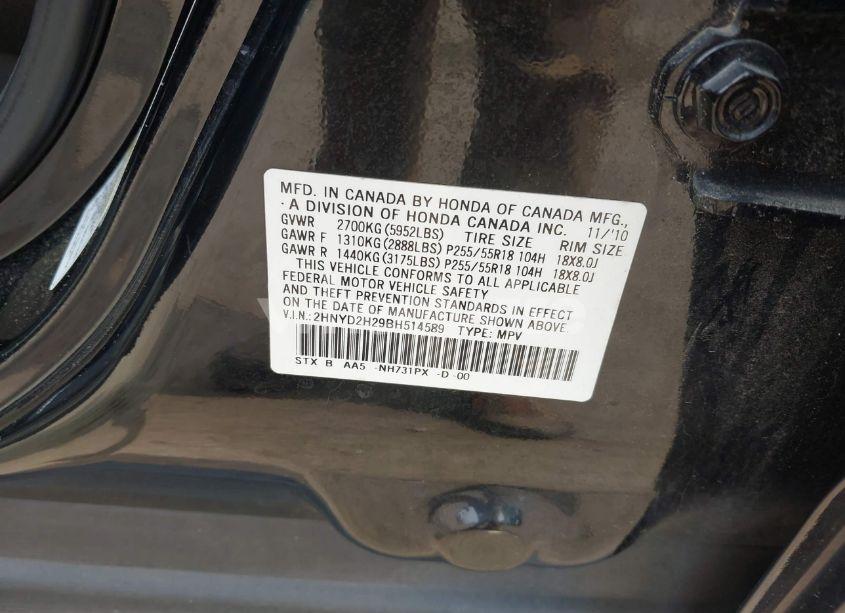 MFD. IN CANADA BY HONDA OF CANADA MFG.,
· A DIVISION OF HONDA CANADA INC. 11/'10
GVWR 2700KG (5952LBS) TIRE SIZE RIM SIZE
GAWR F 1310KG (2888LBS) P255/55R18 104H 18X8.0J
GAWR R 1440KG (3175LBS) P255/55R18 104H 18X8.0J
THIS VEHICLE CONFORMS TO ALL APPLICABLE
FEDERAL MOTOR VEHICLE SAFETY
AND THEFT PREVENTION STANDARDS IN EFFECT
ON THE DATE OF MANUFACTURE SHOWN ABOVE.
V.I.N.: 2HNYD2H29BH514589 TYPE: MPV
STX B AA5 -NH731PX -D -00